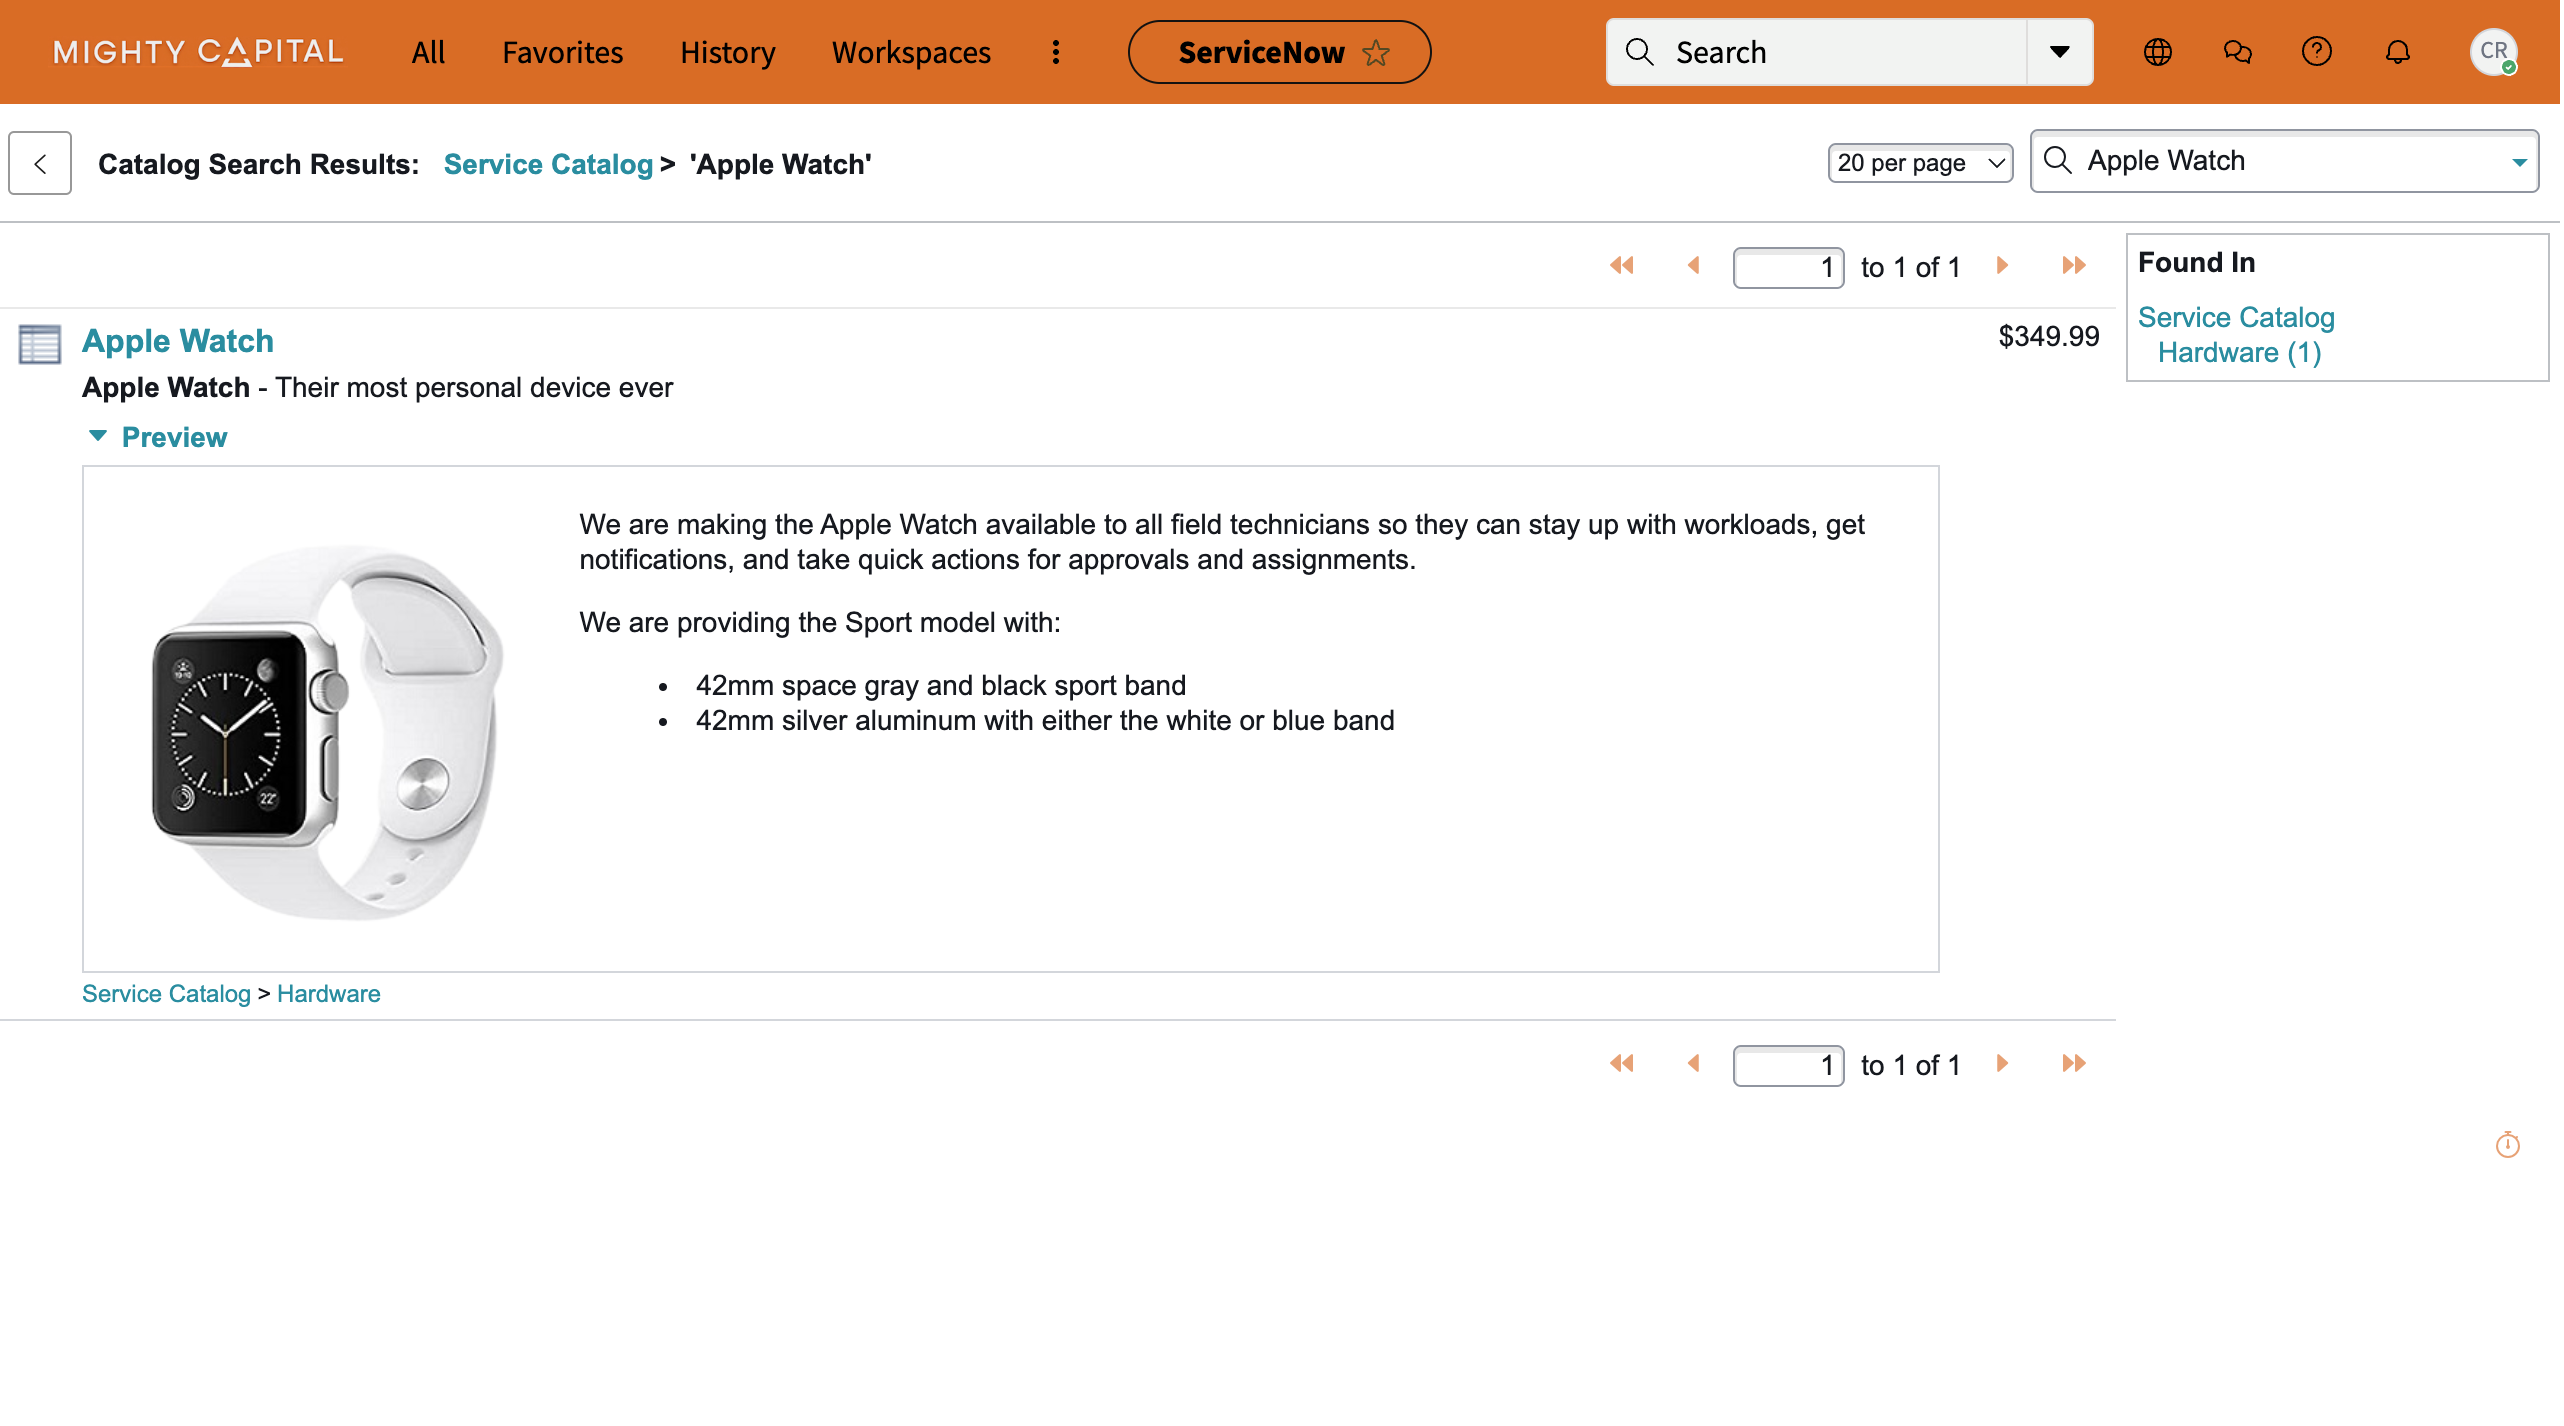 MIGHTY CAPITAL
All
Favorites
History
Workspaces
ServiceNow
Search
CR
Catalog Search Results: Service Catalog > 'Apple Watch'
20 per page
Apple Watch
1 to 1 of 1
Found In
Service Catalog
Hardware (1)
Apple Watch
$349.99
Apple Watch - Their most personal device ever
Preview
We are making the Apple Watch available to all field technicians so they can stay up with workloads, get
notifications, and take quick actions for approvals and assignments.
We are providing the Sport model with:
42mm space gray and black sport band
42mm silver aluminum with either the white or blue band
22°
Service Catalog > Hardware
1 to 1 of 1